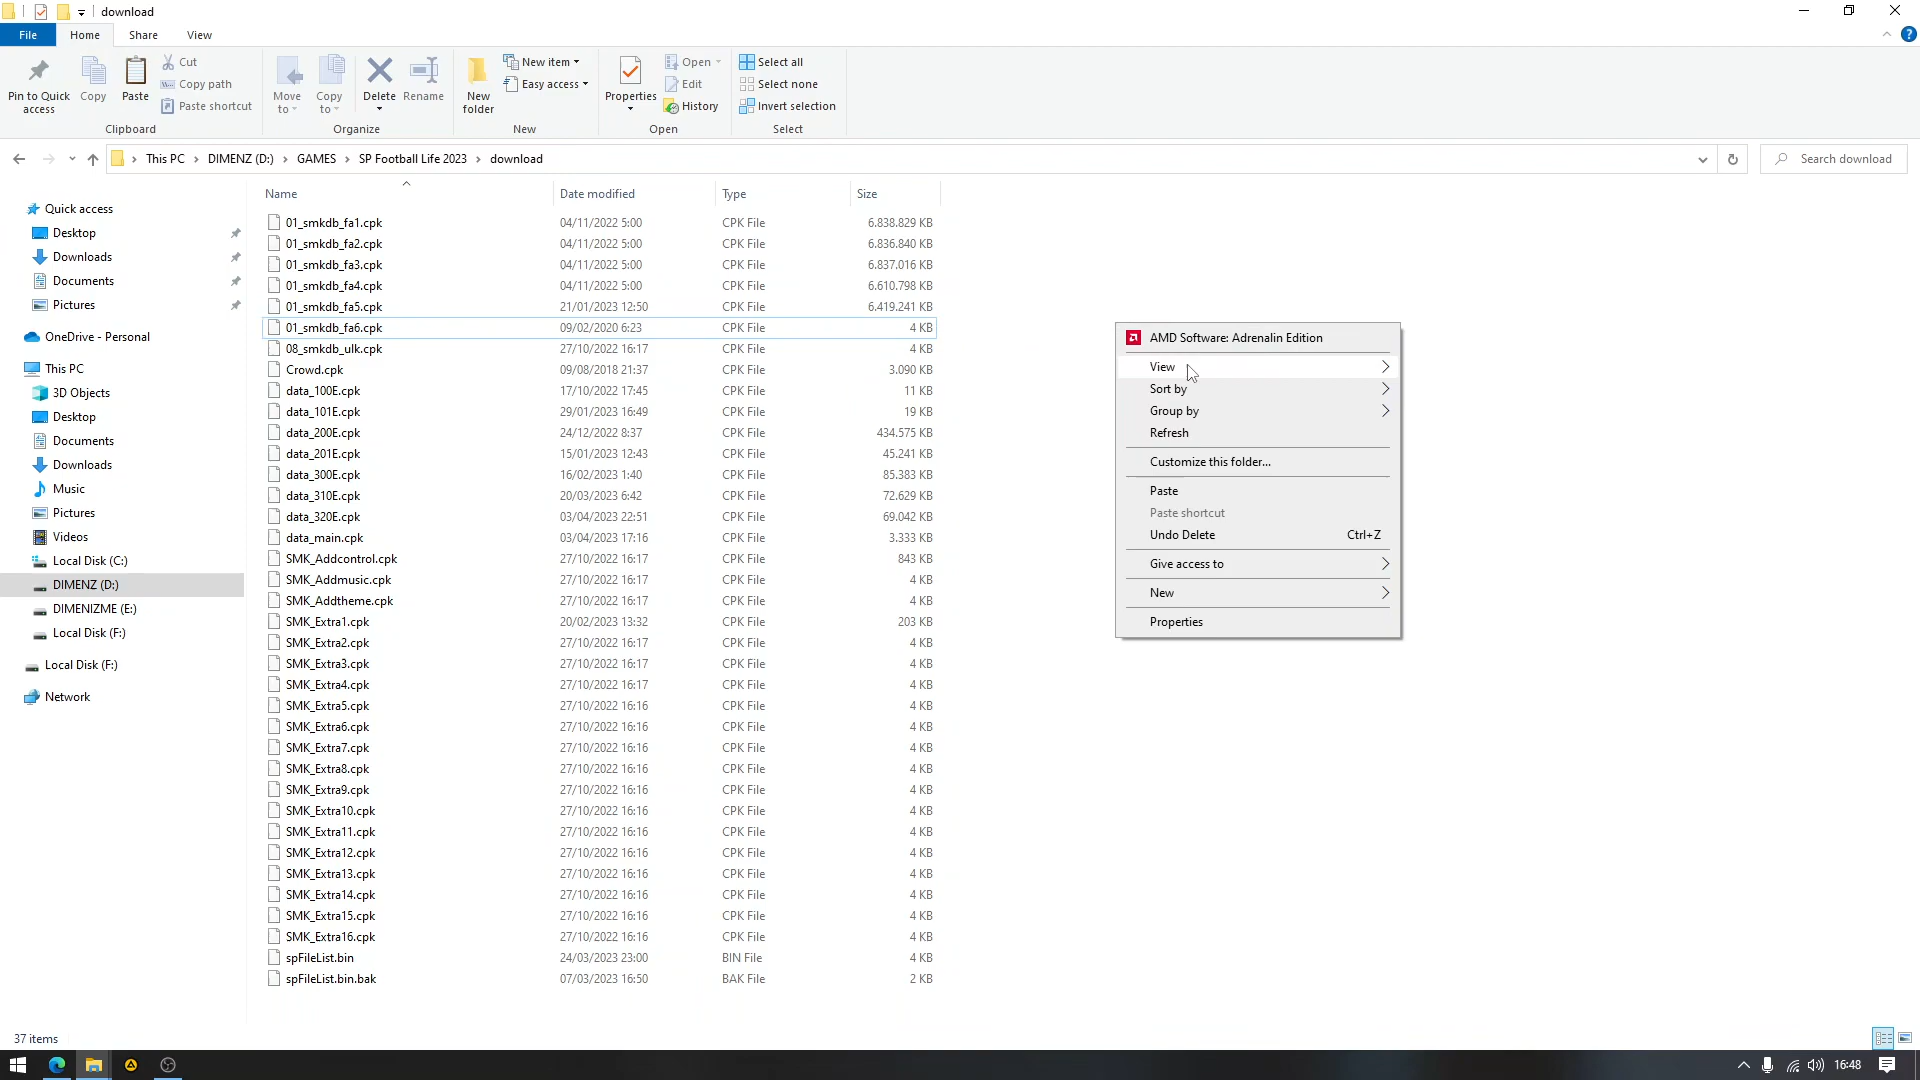 download
File Home Share View
Pin to Quick access
Copy
Paste
Cut
Copy path
Paste shortcut
Clipboard
Move to
Copy to
Delete
Rename
Organize
New folder
New item
Easy access
New
Properties
Open
Edit
History
Open
Select all
Select none
Invert selection
Select
This PC > DIMENZ (D:) > GAMES > SP Football Life 2023 > download
Search download
Quick access
Desktop
Downloads
Documents
Pictures
OneDrive - Personal
This PC
3D Objects
Desktop
Documents
Downloads
Music
Pictures
Videos
Local Disk (C:)
DIMENZ (D:)
DIMENIZME (E:)
Local Disk (F:)
Local Disk (F:)
Network
Name Date modified Type Size
01_smkdb_fa1.cpk 04/11/2022 5:00 CPK File 6.838.829 KB
01_smkdb_fa2.cpk 04/11/2022 5:00 CPK File 6.836.840 KB
01_smkdb_fa3.cpk 04/11/2022 5:00 CPK File 6.837.016 KB
01_smkdb_fa4.cpk 04/11/2022 5:00 CPK File 6.610.798 KB
01_smkdb_fa5.cpk 21/01/2023 12:50 CPK File 6.419.241 KB
01_smkdb_fa6.cpk 09/02/2020 6:23 CPK File 4 KB
08_smkdb_ulk.cpk 27/10/2022 16:17 CPK File 4 KB
Crowd.cpk 09/08/2018 21:37 CPK File 3.090 KB
data_100E.cpk 17/10/2022 17:45 CPK File 11 KB
data_101E.cpk 29/01/2023 16:49 CPK File 19 KB
data_200E.cpk 24/12/2022 8:37 CPK File 434.575 KB
data_201E.cpk 15/01/2023 12:43 CPK File 45.241 KB
data_300E.cpk 16/02/2023 1:40 CPK File 85.383 KB
data_310E.cpk 20/03/2023 6:42 CPK File 72.629 KB
data_320E.cpk 03/04/2023 22:51 CPK File 69.042 KB
data_main.cpk 03/04/2023 17:16 CPK File 3.333 KB
SMK_Addcontrol.cpk 27/10/2022 16:17 CPK File 843 KB
SMK_Addmusic.cpk 27/10/2022 16:17 CPK File 4 KB
SMK_Addtheme.cpk 27/10/2022 16:17 CPK File 4 KB
SMK_Extra1.cpk 20/02/2023 13:32 CPK File 203 KB
SMK_Extra2.cpk 27/10/2022 16:17 CPK File 4 KB
SMK_Extra3.cpk 27/10/2022 16:17 CPK File 4 KB
SMK_Extra4.cpk 27/10/2022 16:17 CPK File 4 KB
SMK_Extra5.cpk 27/10/2022 16:16 CPK File 4 KB
SMK_Extra6.cpk 27/10/2022 16:16 CPK File 4 KB
SMK_Extra7.cpk 27/10/2022 16:16 CPK File 4 KB
SMK_Extra8.cpk 27/10/2022 16:16 CPK File 4 KB
SMK_Extra9.cpk 27/10/2022 16:16 CPK File 4 KB
SMK_Extra10.cpk 27/10/2022 16:16 CPK File 4 KB
SMK_Extra11.cpk 27/10/2022 16:16 CPK File 4 KB
SMK_Extra12.cpk 27/10/2022 16:16 CPK File 4 KB
SMK_Extra13.cpk 27/10/2022 16:16 CPK File 4 KB
SMK_Extra14.cpk 27/10/2022 16:16 CPK File 4 KB
SMK_Extra15.cpk 27/10/2022 16:16 CPK File 4 KB
SMK_Extra16.cpk 27/10/2022 16:16 CPK File 4 KB
spFileList.bin 24/03/2023 23:00 BIN File 4 KB
spFileList.bin.bak 07/03/2023 16:50 BAK File 2 KB
AMD Software: Adrenalin Edition
View
Sort by
Group by
Refresh
Customize this folder...
Paste
Paste shortcut
Undo Delete Ctrl+Z
Give access to
New
Properties
37 items
16:48